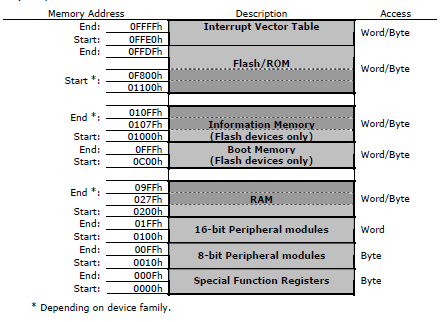 Memory Address Description Access
End: 0FFFFh Interrupt Vector Table Word/Byte
Start: 0FFE0h
End: 0FFDFh Flash/ROM Word/Byte
Start *: 0F800h
01100h
End *: 010FFh Information Memory Word/Byte
0107Fh (Flash devices only)
Start: 01000h
End: 0FFFh Boot Memory Word/Byte
Start: 0C00h (Flash devices only)
End *: 09FFh RAM Word/Byte
027Fh
Start: 0200h
End: 01FFh 16-bit Peripheral modules Word
Start: 0100h
End: 00FFh 8-bit Peripheral modules Byte
Start: 0010h
End: 000Fh Special Function Registers Byte
Start: 0000h
* Depending on device family.